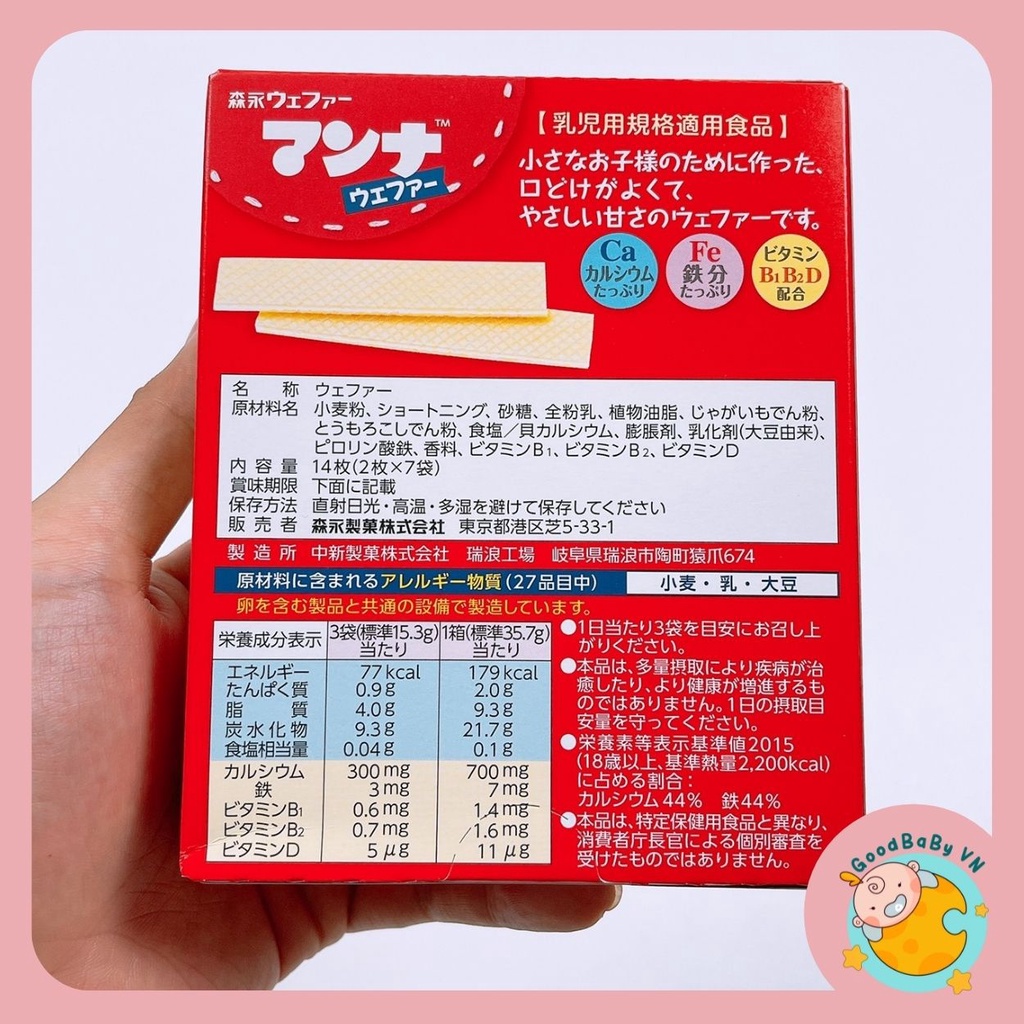 森永ウェファー
マンナ™
ウエファー
【乳児用規格適用食品】
小さなお子様のために作った、
口どけがよくて、
やさしい甘さのウェファーです。
Ca
カルシウム
たっぷり
Fe
鉄分
たっぷり
ビタミン
B1B2D
配合
名称 ウェファー
原材料名 小麦粉、ショートニング、砂糖、全粉乳、植物油脂、じゃがいもでん粉、
とうもろこしでん粉、食塩／貝カルシウム、膨脹剤、乳化剤(大豆由来)、
ピロリン酸鉄、香料、ビタミンB1、ビタミンB2、ビタミンD
内容量 14枚(2枚×7袋)
賞味期限 下面に記載
保存方法 直射日光・高温・多湿を避けて保存してください
販売者 森永製菓株式会社 東京都港区芝5-33-1
製造所 中新製菓株式会社 瑞浪工場 岐阜県瑞浪市陶町猿爪674
原材料に含まれるアレルギー物質(27品目中) 小麦・乳・大豆
卵を含む製品と共通の設備で製造しています。
栄養成分表示 3袋(標準15.3g)当たり 1箱(標準35.7g)当たり
エネルギー 77kcal 179kcal
たんぱく質 0.9g 2.0g
脂質 4.0g 9.3g
炭水化物 9.3g 21.7g
食塩相当量 0.04g 0.1g
カルシウム 300mg 700mg
鉄 3mg 7mg
ビタミンB1 0.6mg 1.4mg
ビタミンB2 0.7mg 1.6mg
ビタミンD 5μg 11μg
●1日当たり3袋を目安にお召し上
がりください。
●本品は、多量摂取により疾病が治
癒したり、より健康が増進するも
のではありません。1日の摂取目
安量を守ってください。
●栄養素等表示基準値2015
(18歳以上、基準熱量2,200kcal)
に占める割合：
カルシウム44% 鉄44%
●本品は、特定保健用食品と異なり、
消費者庁長官による個別審査を
受けたものではありません。
GooDBaBy VN